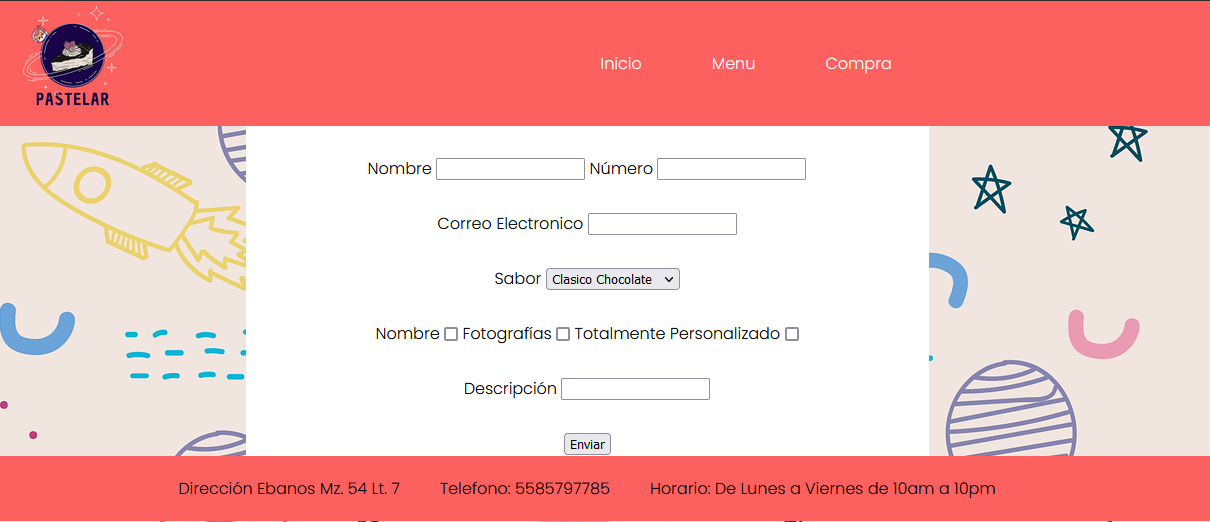 PASTELAR
Inicio Menu Compra
Nombre Número
Correo Electronico
Sabor Clasico Chocolate
Nombre Fotografías Totalmente Personalizado
Descripción
Enviar
Dirección Ebanos Mz. 54 Lt. 7 Telefono: 5585797785 Horario: De Lunes a Viernes de 10am a 10pm